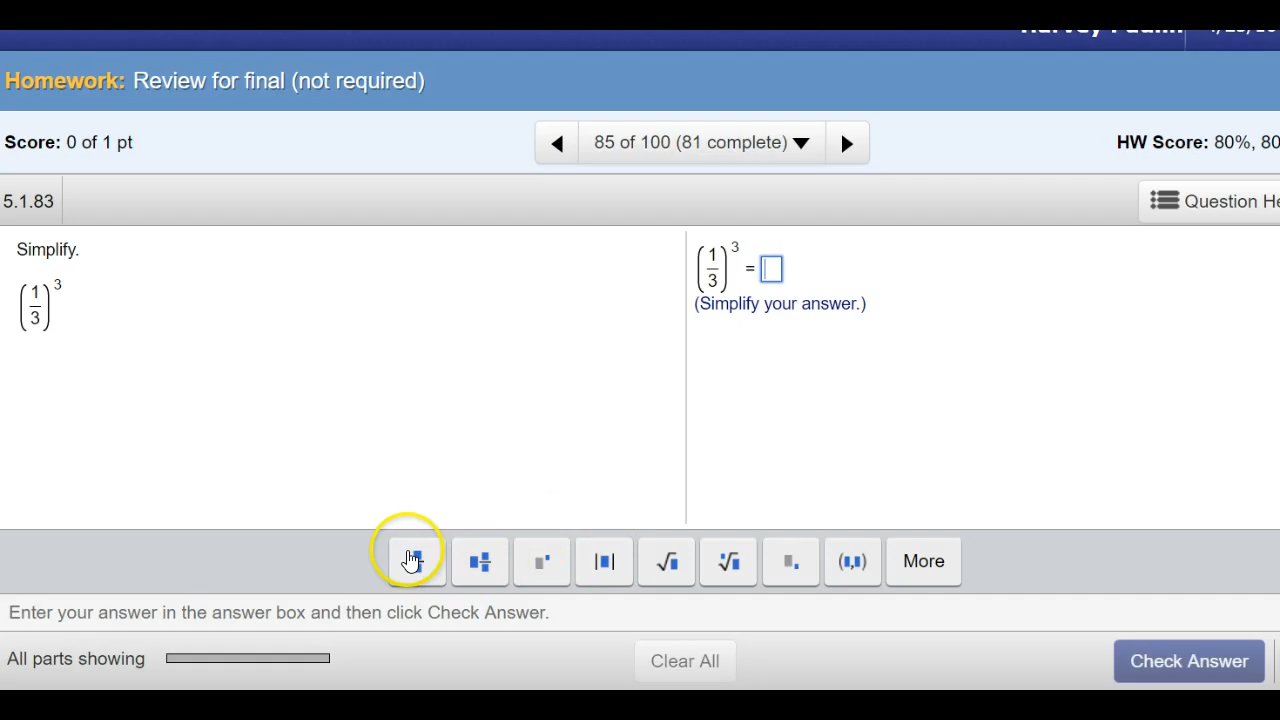 Homework: Review for final (not required)
Score: 0 of 1 pt
85 of 100 (81 complete)
HW Score: 80%, 80
5.1.83
Question He
Simplify.
(1/3)^3
(1/3)^3 =
(Simplify your answer.)
More
Enter your answer in the answer box and then click Check Answer.
All parts showing
Clear All
Check Answer